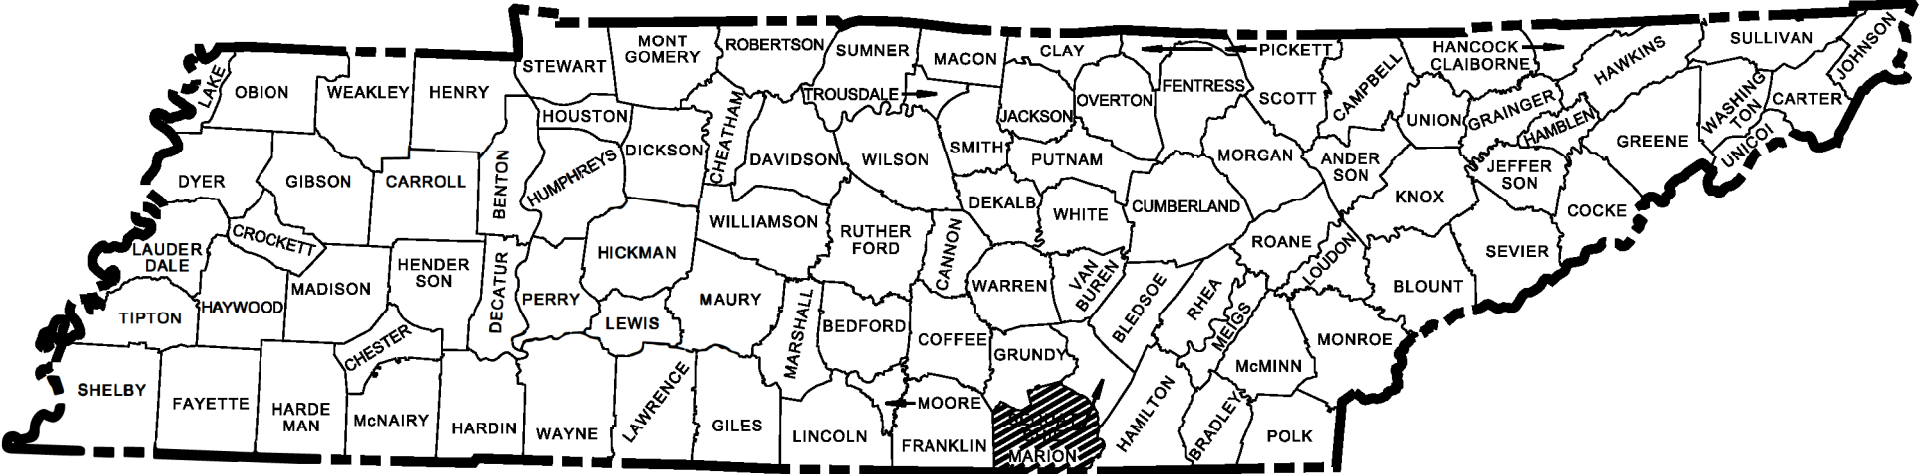 MONT
GOMERY
ROBERTSON
SUMNER
MACON
CLAY
PICKETT
HANCOCK
CLAIBORNE
HAWKINS
SULLIVAN
JOHNSON
STEWART
LAKE
OBION
WEAKLEY
HENRY
TROUSDALE
JACKSON
OVERTON
FENTRESS
SCOTT
CAMPBELL
UNION
GRAINGER
HAMBLEN
WASHING
TON
CARTER
UNICOI
GREENE
HOUSTON
DICKSON
CHEATHAM
DAVIDSON
WILSON
SMITH
PUTNAM
MORGAN
ANDER
SON
KNOX
JEFFER
SON
COCKE
DYER
GIBSON
CARROLL
BENTON
HUMPHREYS
WILLIAMSON
RUTHER
FORD
CANNON
DEKALB
WHITE
CUMBERLAND
ROANE
LOUDON
BLOUNT
SEVIER
LAUDER
DALE
CROCKETT
HENDER
SON
DECATUR
HICKMAN
WARREN
VAN
BUREN
BLEDSOE
RHEA
MEIGS
MONROE
TIPTON
HAYWOOD
MADISON
PERRY
LEWIS
MAURY
MARSHALL
BEDFORD
COFFEE
GRUNDY
McMINN
CHESTER
SHELBY
FAYETTE
HARDE
MAN
McNAIRY
HARDIN
WAYNE
LAWRENCE
GILES
LINCOLN
MOORE
FRANKLIN
MARION
HAMILTON
BRADLEY
POLK